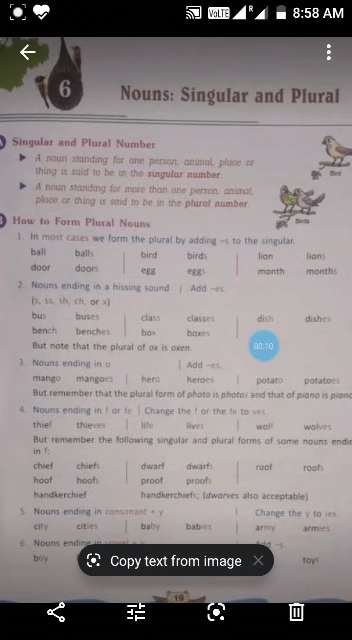 VoLTE R 8:58 AM
6
Nouns: Singular and Plural
A Singular and Plural Number
A noun standing for one person, animal, place or
thing is said to be in the singular number.
Bird
A noun standing for more than one person, animal,
place or thing is said to be in the plural number.
Birds
B How to Form Plural Nouns
1. In most cases we form the plural by adding –s to the singular.
ball balls bird birds lion lions
door doors egg eggs month months
2. Nouns ending in a hissing sound | Add –es.
(s, ss, sh, ch, or x)
bus buses class classes dish dishes
bench benches box boxes
But note that the plural of ox is oxen.
00:10
3. Nouns ending in o | Add –es.
mango mangoes hero heroes potato potatoes
But remember that the plural form of photo is photos and that of piano is
4. Nouns ending in f or fe | Change the f or the fe to ves.
thief thieves life lives wolf wolves
But remember the following singular and plural forms of some nouns
in f:
chief chiefs dwarf dwarfs roof roofs
hoof hoofs proof proofs
handkerchief handkerchiefs; (dwarves also acceptable)
5. Nouns ending in consonant + y | Change the y to ies.
city cities baby babies army armies
6. Nouns ending in vowel + y Add –s.
boy toys
Copy text from image
19